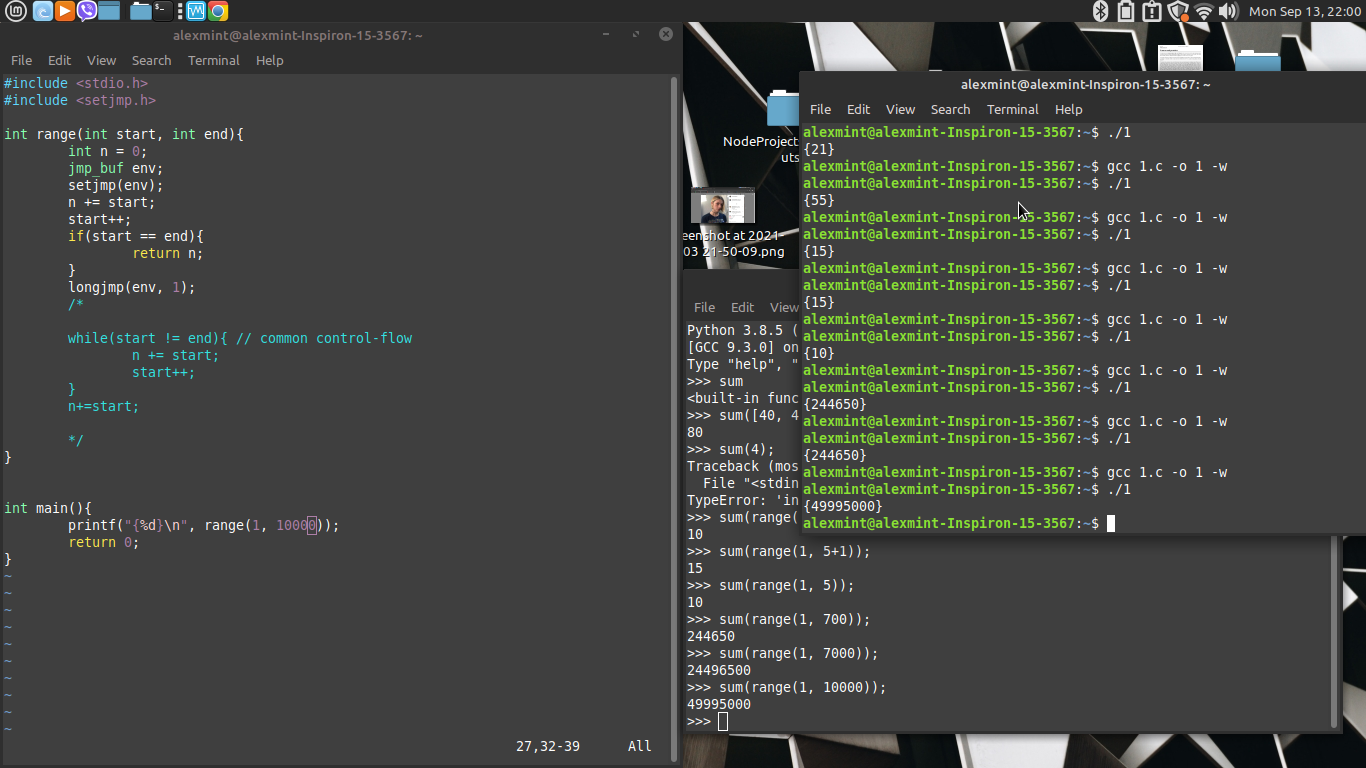 Mon Sep 13, 22:00
alexmint@alexmint-Inspiron-15-3567: ~
File Edit View Search Terminal Help
#include <stdio.h>
#include <setjmp.h>
int range(int start, int end){
int n = 0;
jmp_buf env;
setjmp(env);
n += start;
start++;
if(start == end){
return n;
}
longjmp(env, 1);
/*
while(start != end){ // common control-flow
n += start;
start++;
}
n+=start;
*/
}
int main(){
printf("{%d}\n", range(1, 10000));
return 0;
}
~
~
~
~
~
~
~
~
~
~
27,32-39 All
NodeProject
uts
eenshot at 2021-
03 21-50-09.png
alexmint@alexmint-Inspiron-15-3567: ~
File Edit View Search Terminal Help
alexmint@alexmint-Inspiron-15-3567:~$ ./1
{21}
alexmint@alexmint-Inspiron-15-3567:~$ gcc 1.c -o 1 -w
alexmint@alexmint-Inspiron-15-3567:~$ ./1
{55}
alexmint@alexmint-Inspiron-15-3567:~$ gcc 1.c -o 1 -w
alexmint@alexmint-Inspiron-15-3567:~$ ./1
{15}
alexmint@alexmint-Inspiron-15-3567:~$ gcc 1.c -o 1 -w
alexmint@alexmint-Inspiron-15-3567:~$ ./1
{15}
alexmint@alexmint-Inspiron-15-3567:~$ gcc 1.c -o 1 -w
alexmint@alexmint-Inspiron-15-3567:~$ ./1
{10}
alexmint@alexmint-Inspiron-15-3567:~$ gcc 1.c -o 1 -w
alexmint@alexmint-Inspiron-15-3567:~$ ./1
{244650}
alexmint@alexmint-Inspiron-15-3567:~$ gcc 1.c -o 1 -w
alexmint@alexmint-Inspiron-15-3567:~$ ./1
{244650}
alexmint@alexmint-Inspiron-15-3567:~$ gcc 1.c -o 1 -w
alexmint@alexmint-Inspiron-15-3567:~$ ./1
{49995000}
alexmint@alexmint-Inspiron-15-3567:~$
File Edit View
Python 3.8.5 (
[GCC 9.3.0] on
Type "help", "
>>> sum
<built-in func
>>> sum([40, 4
80
>>> sum(4);
Traceback (mos
File "<stdin
TypeError: 'in
>>> sum(range(
10
>>> sum(range(1, 5+1));
15
>>> sum(range(1, 5));
10
>>> sum(range(1, 700));
244650
>>> sum(range(1, 7000));
24496500
>>> sum(range(1, 10000));
49995000
>>>